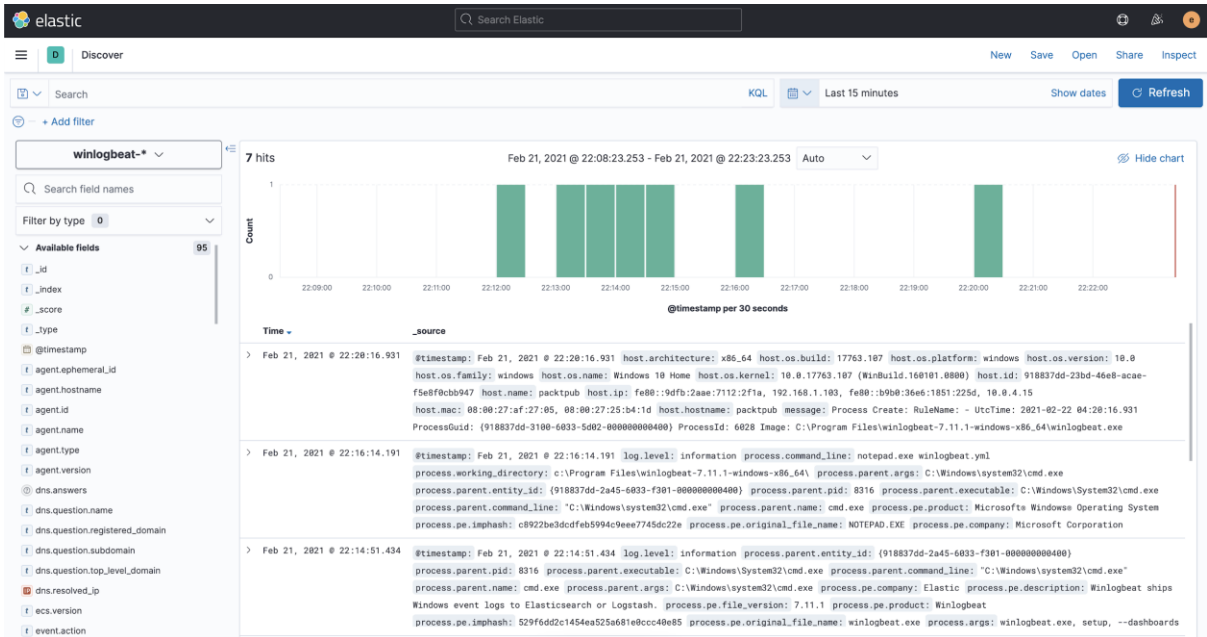 elastic
Search Elastic
e
D
Discover
New Save Open Share Inspect
Search
KQL
Last 15 minutes
Show dates
Refresh
+ Add filter
winlogbeat-*
Search field names
Filter by type 0
Available fields 95
t _id
t _index
# _score
t _type
@timestamp
t agent.ephemeral_id
t agent.hostname
t agent.id
t agent.name
t agent.type
t agent.version
dns.answers
t dns.question.name
t dns.question.registered_domain
t dns.question.subdomain
t dns.question.top_level_domain
dns.resolved_ip
t ecs.version
t event.action
7 hits
Feb 21, 2021 @ 22:08:23.253 - Feb 21, 2021 @ 22:23:23.253 Auto
Hide chart
Count
1
0
22:09:00 22:10:00 22:11:00 22:12:00 22:13:00 22:14:00 22:15:00 22:16:00 22:17:00 22:18:00 22:19:00 22:20:00 22:21:00 22:22:00
@timestamp per 30 seconds
Time _source
Feb 21, 2021 @ 22:20:16.931 @timestamp: Feb 21, 2021 @ 22:20:16.931 host.architecture: x86_64 host.os.build: 17763.107 host.os.platform: windows host.os.version: 10.0
host.os.family: windows host.os.name: Windows 10 Home host.os.kernel: 10.0.17763.107 (WinBuild.160101.0800) host.id: 918837dd-23bd-46e8-acae-
f5e8f0cbb947 host.name: packtpub host.ip: fe80::9dfb:2aae:7112:2f1a, 192.168.1.103, fe80::b9b0:36e6:1851:225d, 10.0.4.15
host.mac: 08:00:27:af:27:05, 08:00:27:25:b4:1d host.hostname: packtpub message: Process Create: RuleName: - UtcTime: 2021-02-22 04:20:16.931
ProcessGuid: {918837dd-3100-6033-5d02-000000000400} ProcessId: 6028 Image: C:\Program Files\winlogbeat-7.11.1-windows-x86_64\winlogbeat.exe
Feb 21, 2021 @ 22:16:14.191 @timestamp: Feb 21, 2021 @ 22:16:14.191 log.level: information process.command_line: notepad.exe winlogbeat.yml
process.working_directory: c:\Program Files\winlogbeat-7.11.1-windows-x86_64\ process.parent.args: C:\Windows\system32\cmd.exe
process.parent.entity_id: {918837dd-2a45-6033-f301-000000000400} process.parent.pid: 8316 process.parent.executable: C:\Windows\System32\cmd.exe
process.parent.command_line: "C:\Windows\system32\cmd.exe" process.parent.name: cmd.exe process.pe.product: Microsoft® Windows® Operating System
process.pe.imphash: c8922be3dcdfeb5994c9eee7745dc22e process.pe.original_file_name: NOTEPAD.EXE process.pe.company: Microsoft Corporation
Feb 21, 2021 @ 22:14:51.434 @timestamp: Feb 21, 2021 @ 22:14:51.434 log.level: information process.parent.entity_id: {918837dd-2a45-6033-f301-000000000400}
process.parent.pid: 8316 process.parent.executable: C:\Windows\System32\cmd.exe process.parent.command_line: "C:\Windows\system32\cmd.exe"
process.parent.name: cmd.exe process.parent.args: C:\Windows\system32\cmd.exe process.pe.company: Elastic process.pe.description: Winlogbeat ships
Windows event logs to Elasticsearch or Logstash. process.pe.file_version: 7.11.1 process.pe.product: Winlogbeat
process.pe.imphash: 529f6dd2c1454ea525a681e0ccc40e85 process.pe.original_file_name: winlogbeat.exe process.args: winlogbeat.exe, setup, --dashboards